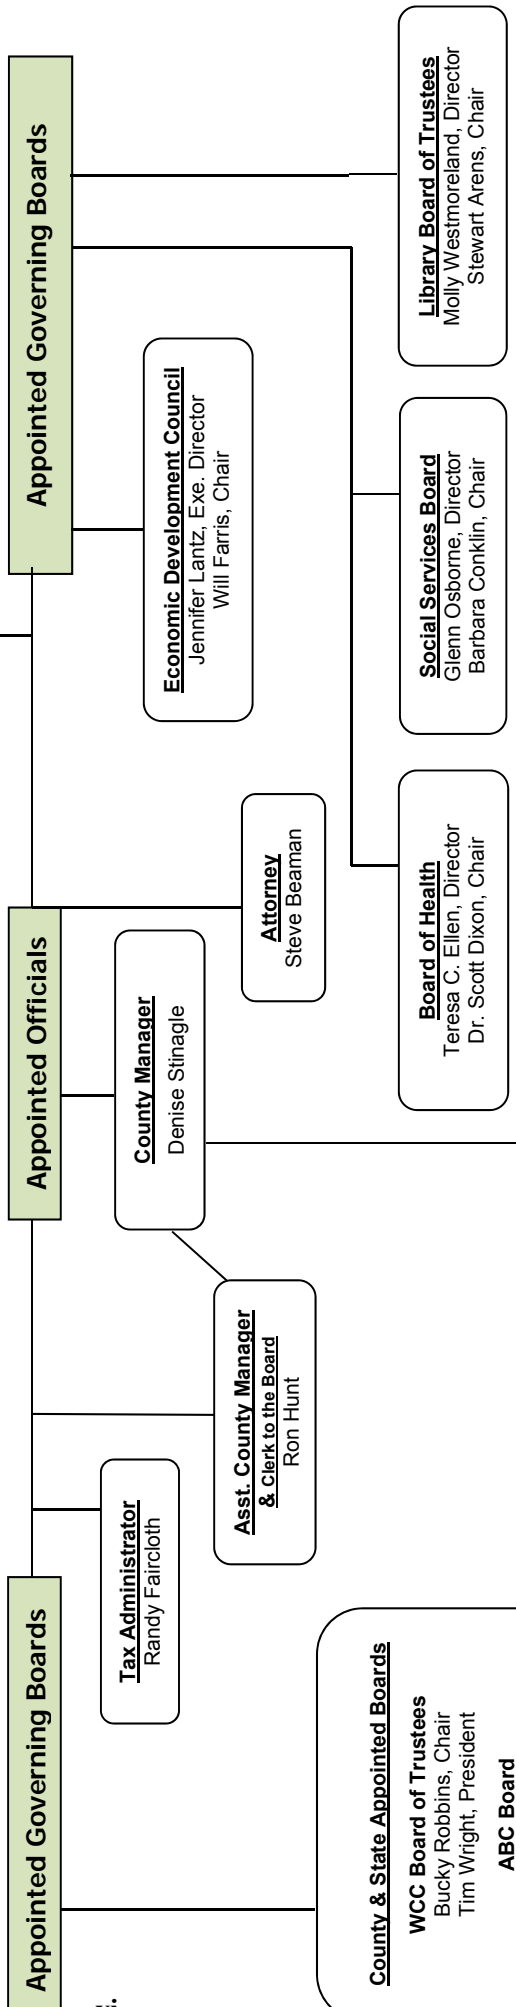 Appointed Governing Boards
Appointed Officials
Appointed Governing Boards
County & State Appointed Boards
WCC Board of Trustees
Bucky Robbins, Chair
Tim Wright, President
ABC Board
Tax Administrator
Randy Faircloth
Asst. County Manager
& Clerk to the Board
Ron Hunt
County Manager
Denise Stinagle
Attorney
Steve Beaman
Economic Development Council
Jennifer Lantz, Exe. Director
Will Farris, Chair
Board of Health
Teresa C. Ellen, Director
Dr. Scott Dixon, Chair
Social Services Board
Glenn Osborne, Director
Barbara Conklin, Chair
Library Board of Trustees
Molly Westmoreland, Director
Stewart Arens, Chair